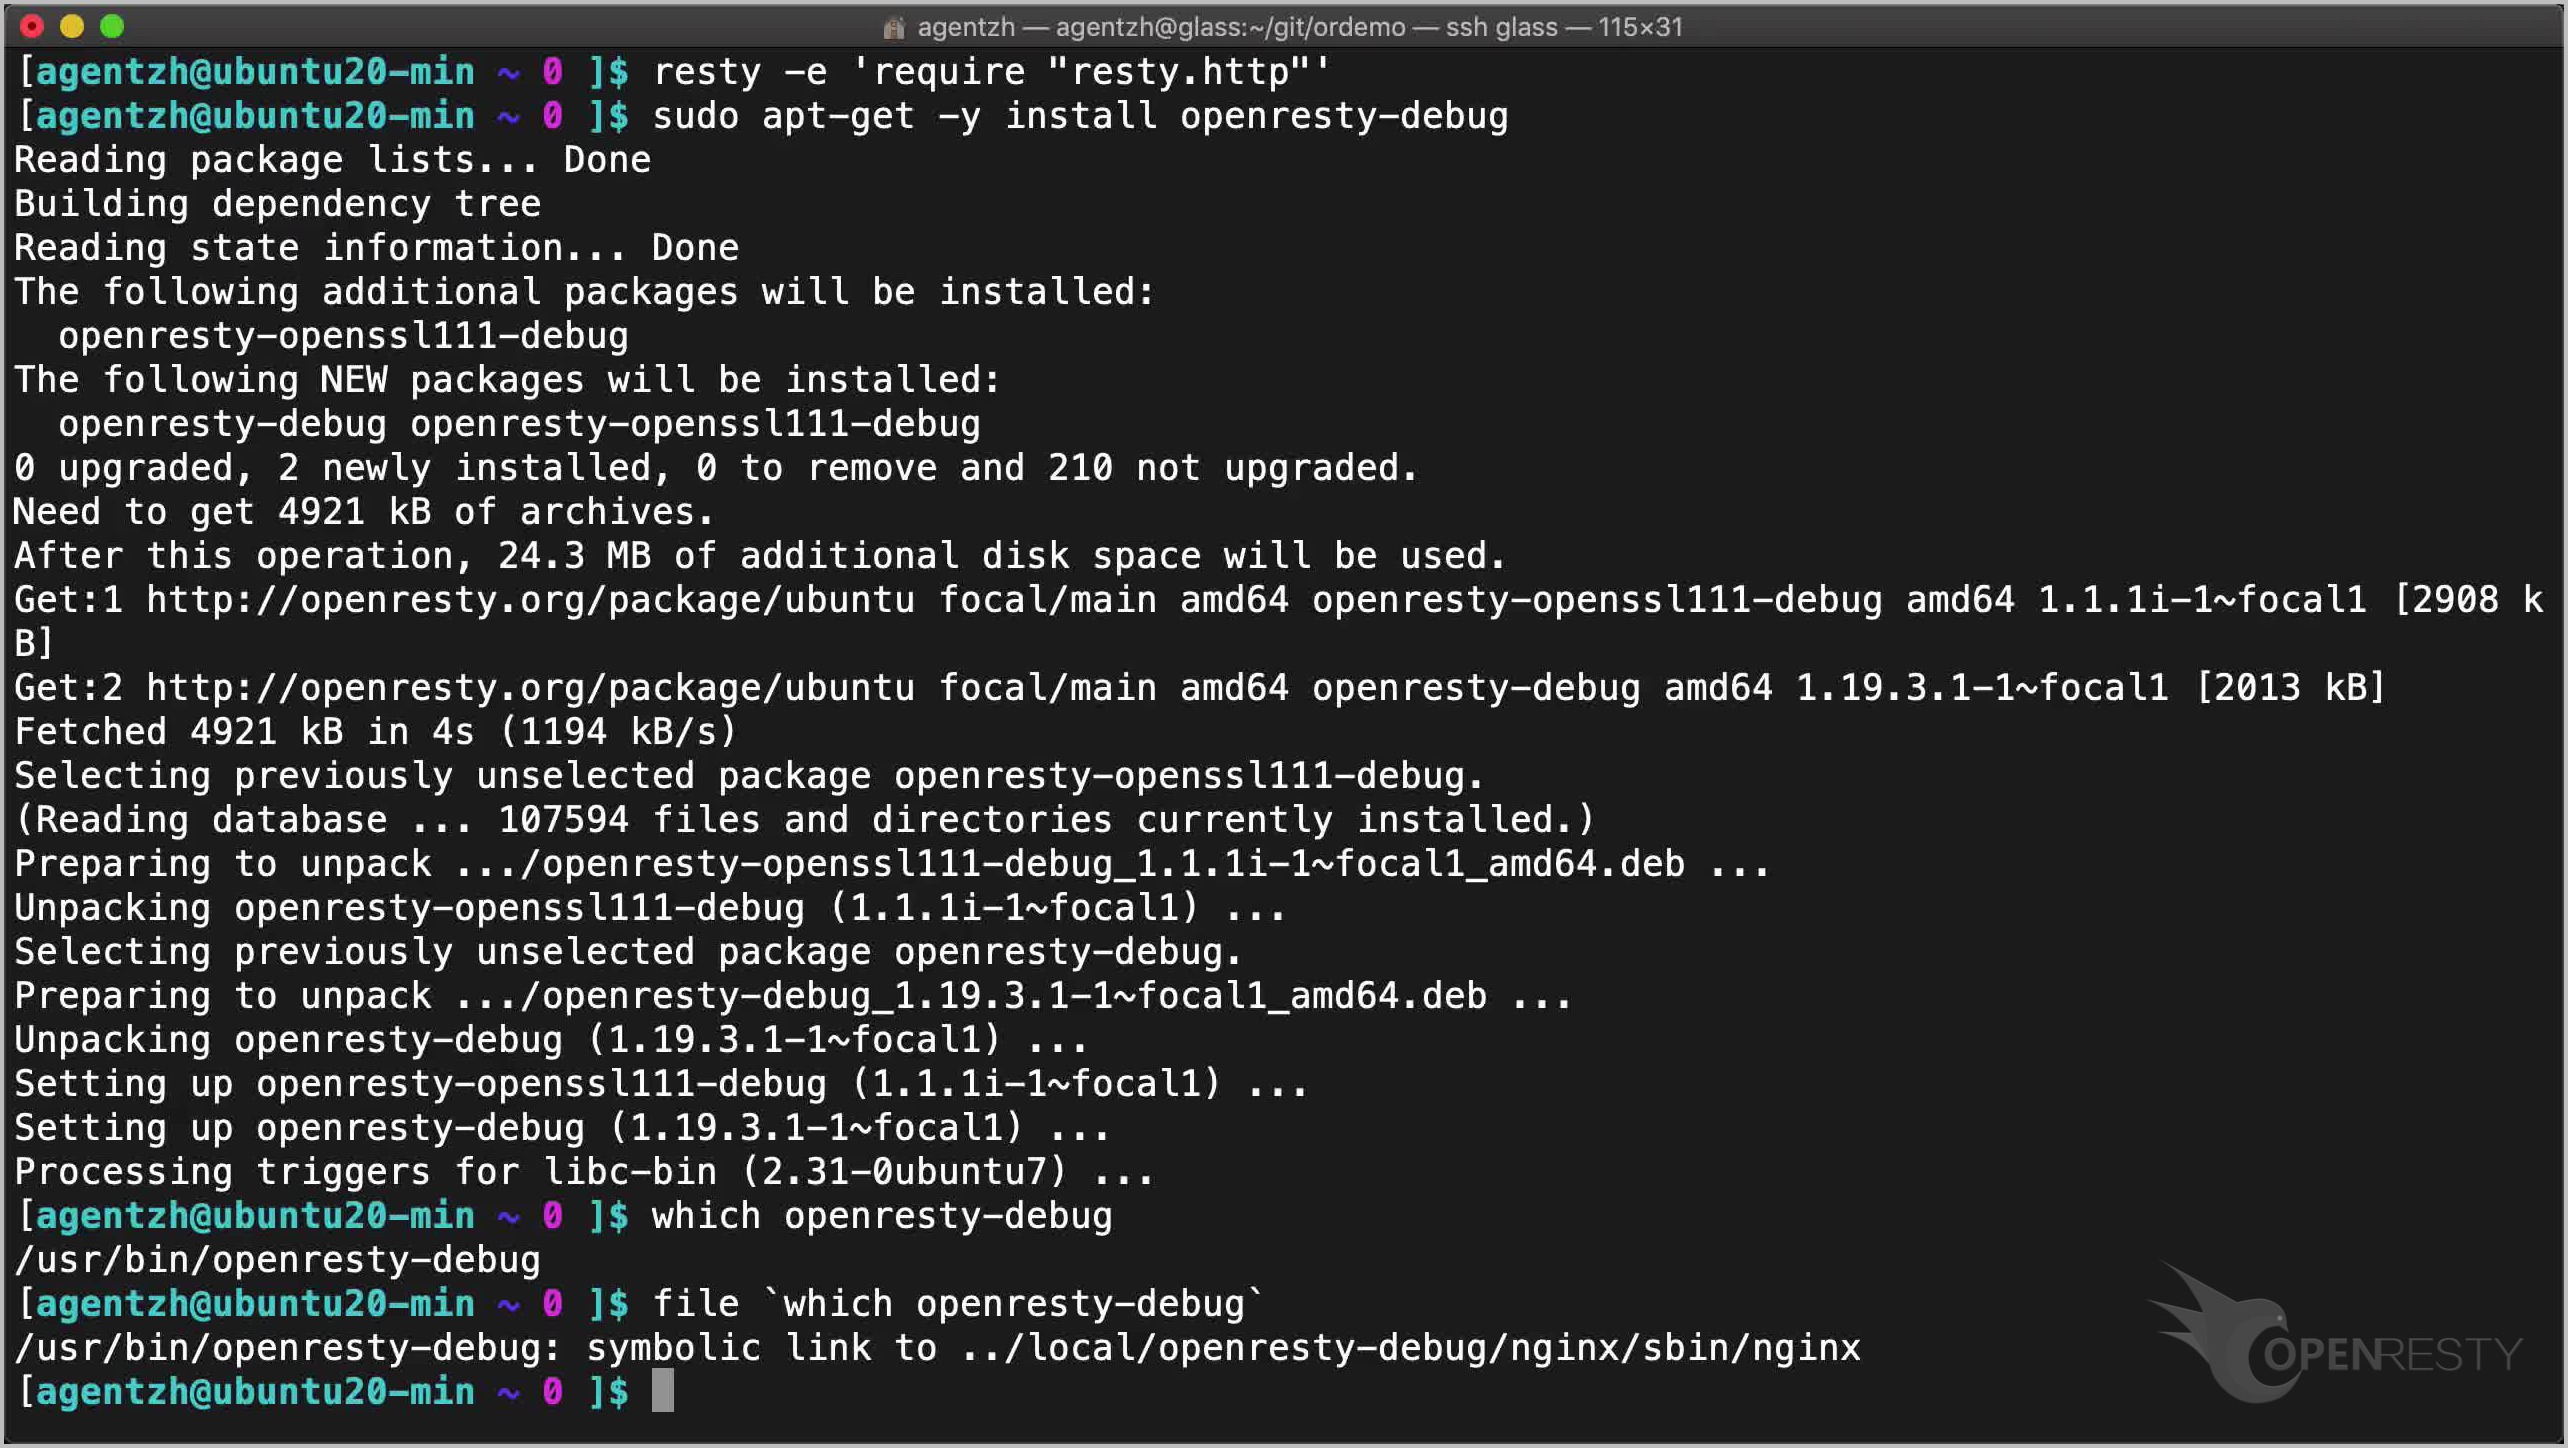 agentzh — agentzh@glass:~/git/ordemo — ssh glass — 115×31
[agentzh@ubuntu20-min ~ 0 ]$ resty -e 'require "resty.http"'
[agentzh@ubuntu20-min ~ 0 ]$ sudo apt-get -y install openresty-debug
Reading package lists... Done
Building dependency tree
Reading state information... Done
The following additional packages will be installed:
  openresty-openssl111-debug
The following NEW packages will be installed:
  openresty-debug openresty-openssl111-debug
0 upgraded, 2 newly installed, 0 to remove and 210 not upgraded.
Need to get 4921 kB of archives.
After this operation, 24.3 MB of additional disk space will be used.
Get:1 http://openresty.org/package/ubuntu focal/main amd64 openresty-openssl111-debug amd64 1.1.1i-1~focal1 [2908 k
B]
Get:2 http://openresty.org/package/ubuntu focal/main amd64 openresty-debug amd64 1.19.3.1-1~focal1 [2013 kB]
Fetched 4921 kB in 4s (1194 kB/s)
Selecting previously unselected package openresty-openssl111-debug.
(Reading database ... 107594 files and directories currently installed.)
Preparing to unpack .../openresty-openssl111-debug_1.1.1i-1~focal1_amd64.deb ...
Unpacking openresty-openssl111-debug (1.1.1i-1~focal1) ...
Selecting previously unselected package openresty-debug.
Preparing to unpack .../openresty-debug_1.19.3.1-1~focal1_amd64.deb ...
Unpacking openresty-debug (1.19.3.1-1~focal1) ...
Setting up openresty-openssl111-debug (1.1.1i-1~focal1) ...
Setting up openresty-debug (1.19.3.1-1~focal1) ...
Processing triggers for libc-bin (2.31-0ubuntu7) ...
[agentzh@ubuntu20-min ~ 0 ]$ which openresty-debug
/usr/bin/openresty-debug
[agentzh@ubuntu20-min ~ 0 ]$ file `which openresty-debug`
/usr/bin/openresty-debug: symbolic link to ../local/openresty-debug/nginx/sbin/nginx
[agentzh@ubuntu20-min ~ 0 ]$
OPENRESTY